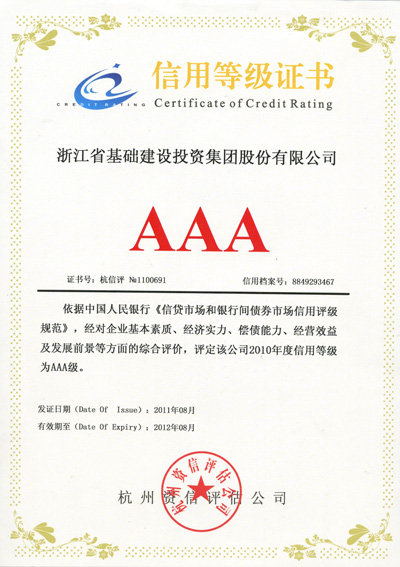 信用等级证书
CREDIT RATING
Certificate of Credit Rating
浙江省基础建设投资集团股份有限公司
AAA
证书号：杭信评 №1100691 信用档案号：8849293467
依据中国人民银行《信贷市场和银行间债券市场信用评级
规范》，经对企业基本素质、经济实力、偿债能力、经营效益
及发展前景等方面的综合评价，评定该公司2010年度信用等级
为AAA级。
发证日期（Date Of Issue）：2011年08月
有效期至（Date Of Expiry）：2012年08月
杭州资信评估公司
杭州资信评估公司